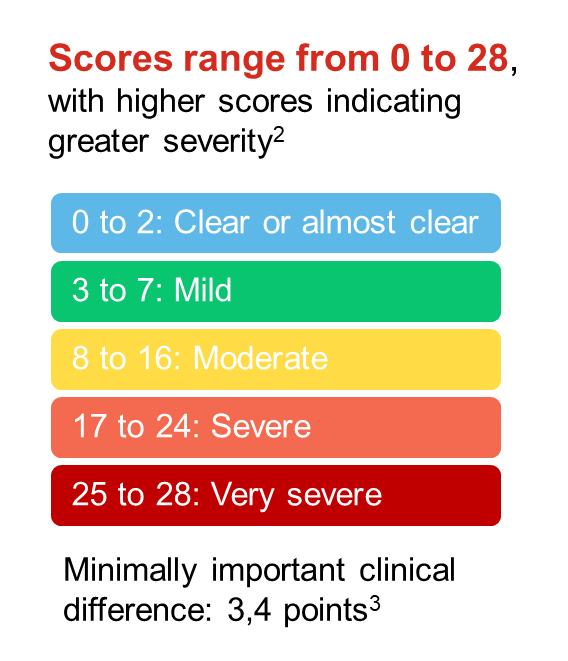 Scores range from 0 to 28,
with higher scores indicating
greater severity²
0 to 2: Clear or almost clear
3 to 7: Mild
8 to 16: Moderate
17 to 24: Severe
25 to 28: Very severe
Minimally important clinical
difference: 3,4 points³